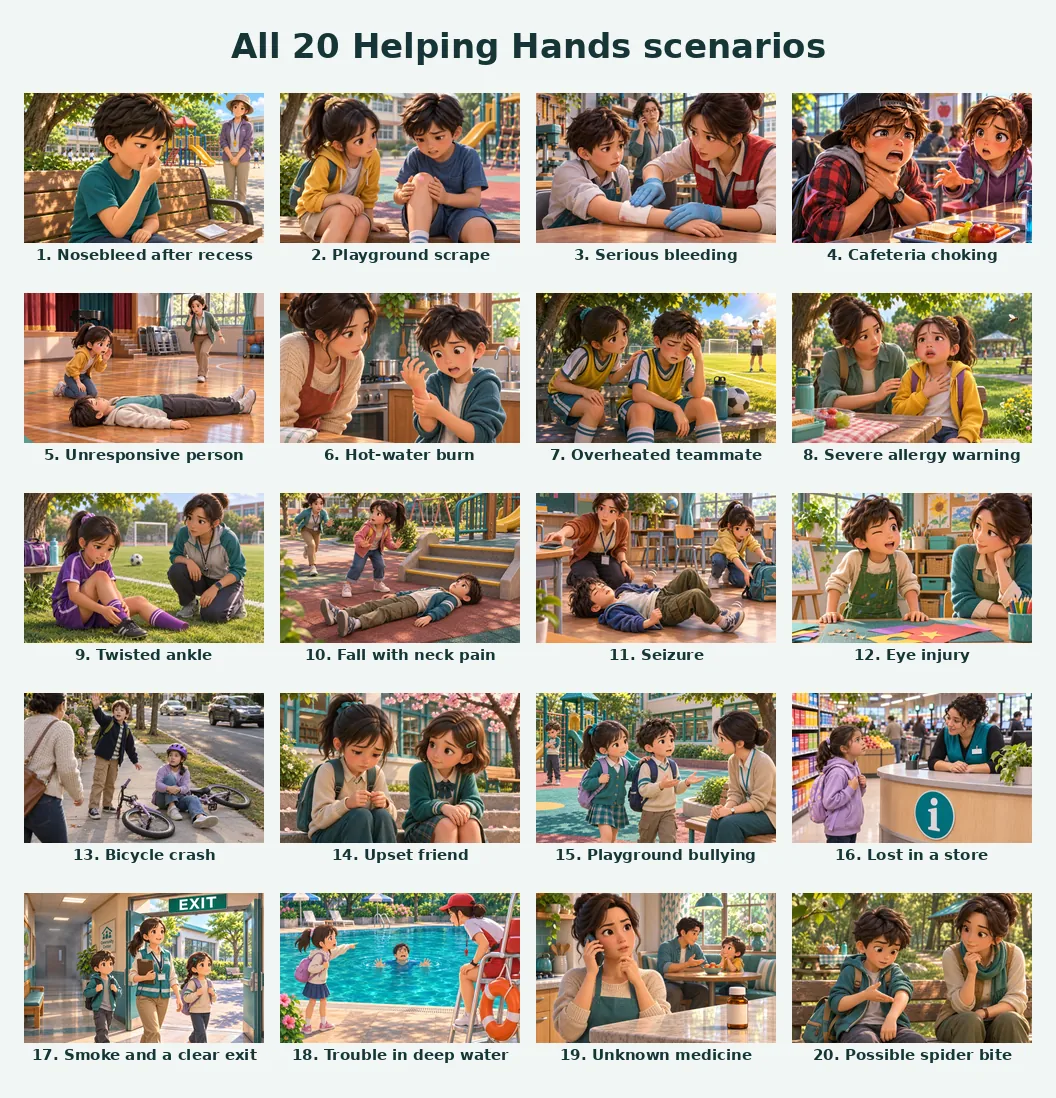 All 20 Helping Hands scenarios
1. Nosebleed after recess
2. Playground scrape
3. Serious bleeding
4. Cafeteria choking
5. Unresponsive person
6. Hot-water burn
7. Overheated teammate
8. Severe allergy warning
9. Twisted ankle
10. Fall with neck pain
11. Seizure
12. Eye injury
13. Bicycle crash
14. Upset friend
15. Playground bullying
i
16. Lost in a store
EXIT
17. Smoke and a clear exit
18. Trouble in deep water
19. Unknown medicine
20. Possible spider bite